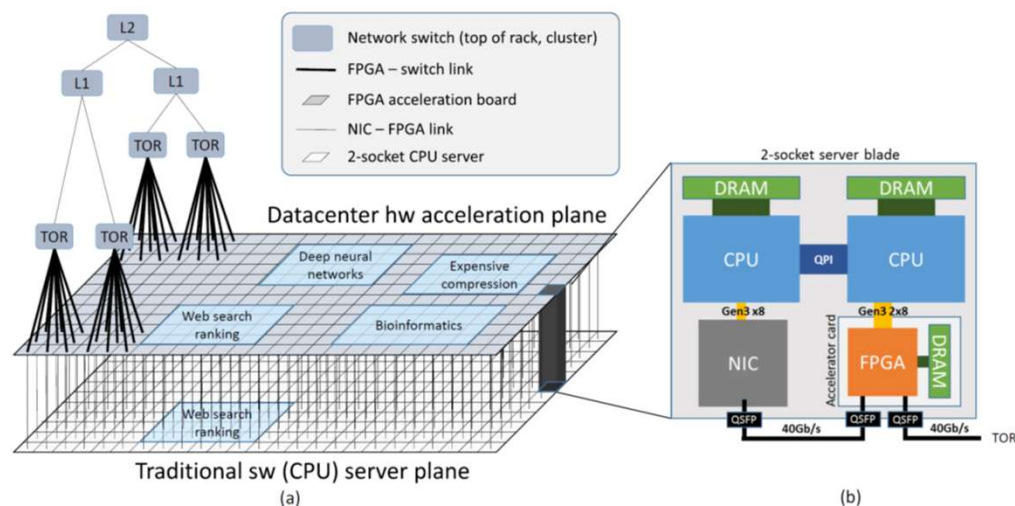 L2
L1
L1
TOR
TOR
TOR
TOR
Network switch (top of rack, cluster)
FPGA – switch link
FPGA acceleration board
NIC – FPGA link
2-socket CPU server
Datacenter hw acceleration plane
Deep neural
networks
Expensive
compression
Web search
ranking
Bioinformatics
Web search
ranking
Traditional sw (CPU) server plane
(a)
2-socket server blade
DRAM
DRAM
CPU
QPI
CPU
Gen3 x8
Gen3 2x8
NIC
Accelerator card
FPGA
DRAM
QSFP
QSFP
QSFP
40Gb/s
40Gb/s
TOR
(b)